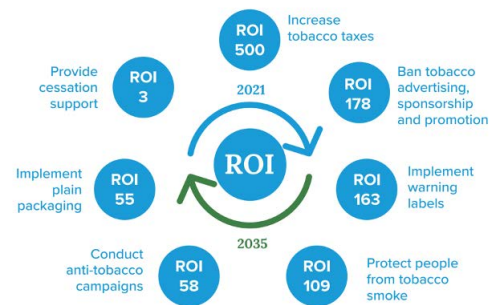 ROI
500
Increase
tobacco taxes
ROI
178
Ban tobacco
advertising,
sponsorship
and promotion
ROI
163
Implement
warning
labels
ROI
109
Protect people
from tobacco
smoke
ROI
58
Conduct
anti-tobacco
campaigns
ROI
55
Implement
plain
packaging
ROI
3
Provide
cessation
support
2021
ROI
2035